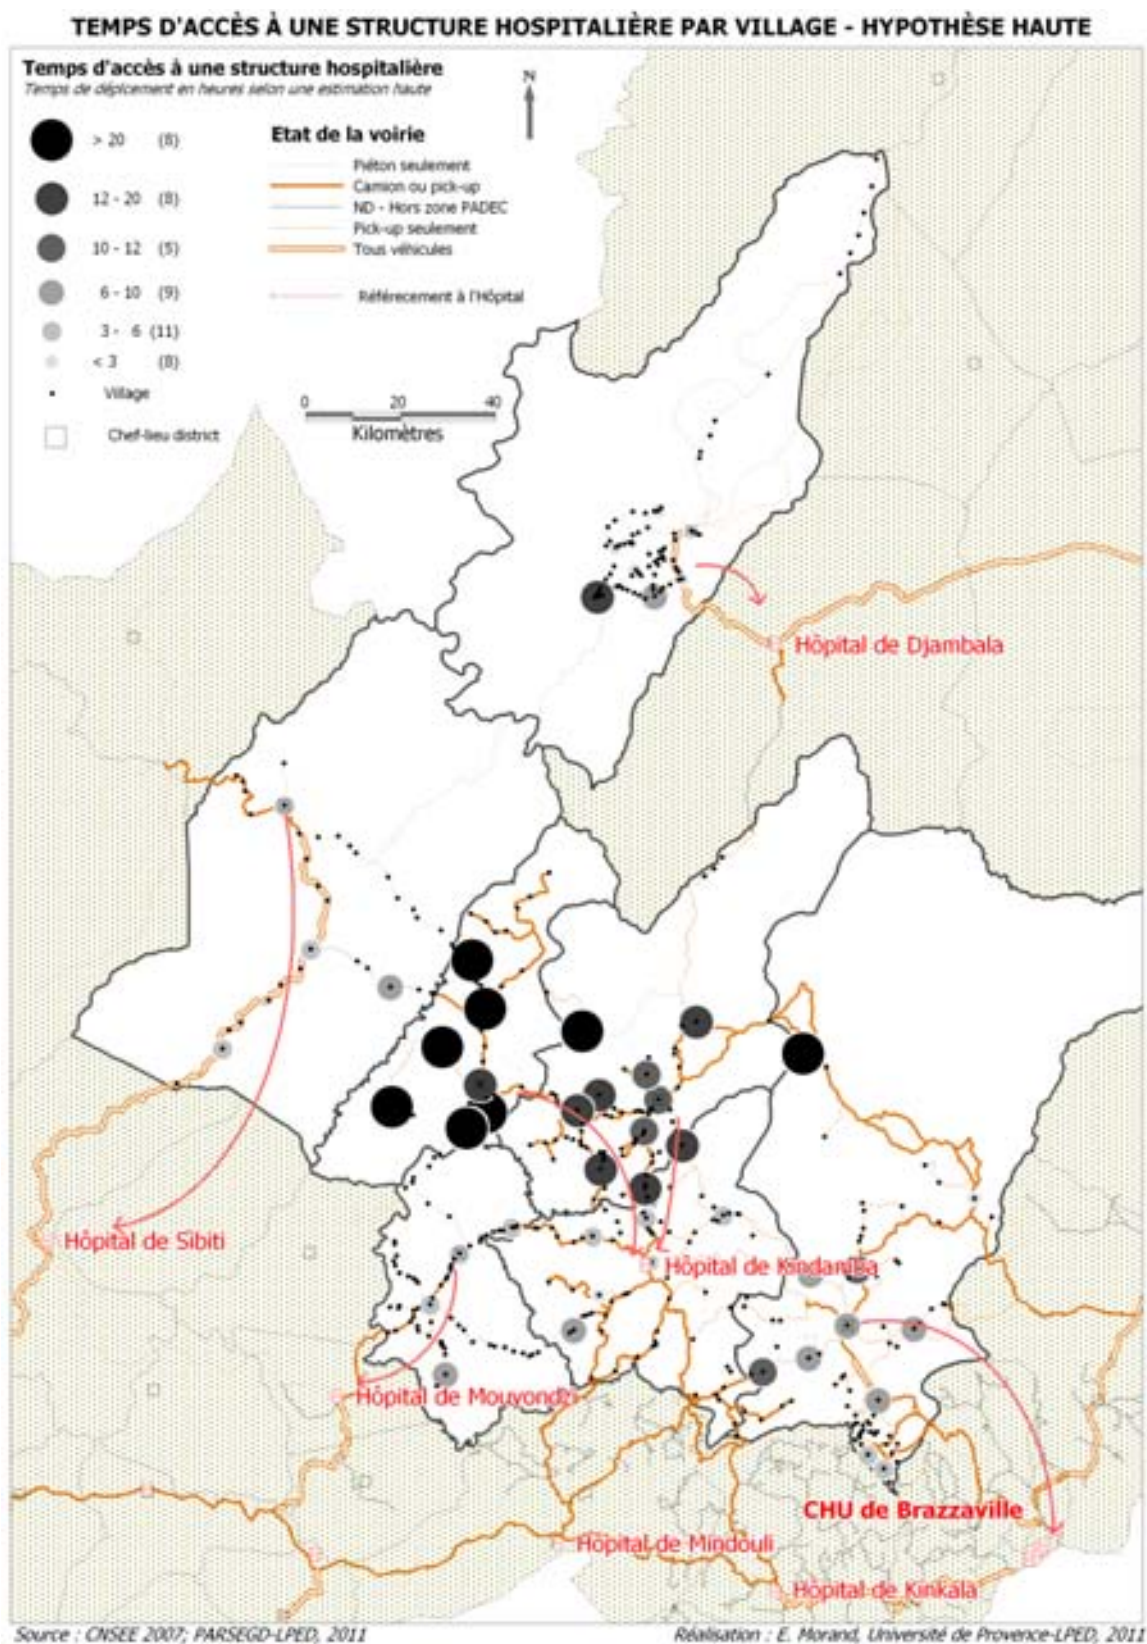 TEMPS D'ACCÈS À UNE STRUCTURE HOSPITALIÈRE PAR VILLAGE - HYPOTHÈSE HAUTE
Temps d'accès à une structure hospitalière
Temps de déplcement en heures selon une estimation haute
> 20 (8)
12 - 20 (8)
10 - 12 (5)
6 - 10 (9)
3 - 6 (11)
< 3 (8)
Village
Chef-lieu district
Etat de la voirie
Piéton seulement
Camion ou pick-up
ND - Hors zone PADEC
Pick-up seulement
Tous véhicules
Référecement à l'Hôpital
N
0 20 40
Kilomètres
Hôpital de Djambala
Hôpital de Sibiti
Hôpital de Kindamba
Hôpital de Mouyondzi
CHU de Brazzaville
Hôpital de Mindouli
Hôpital de Kinkala
Source : CNSEE 2007; PARSEGD-LPED, 2011
Réalisation : E. Morand, Université de Provence-LPED, 2011